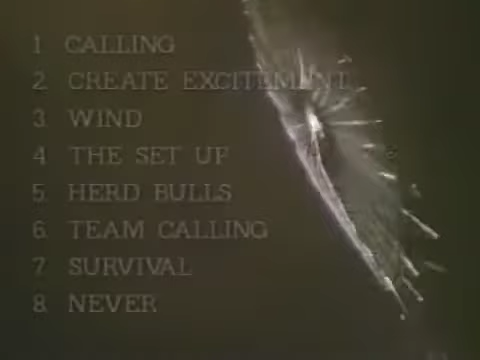 1 CALLING
2 CREATE EXCITEMENT
3 WIND
4 THE SET UP
5 HERD BULLS
6 TEAM CALLING
7 SURVIVAL
8 NEVER